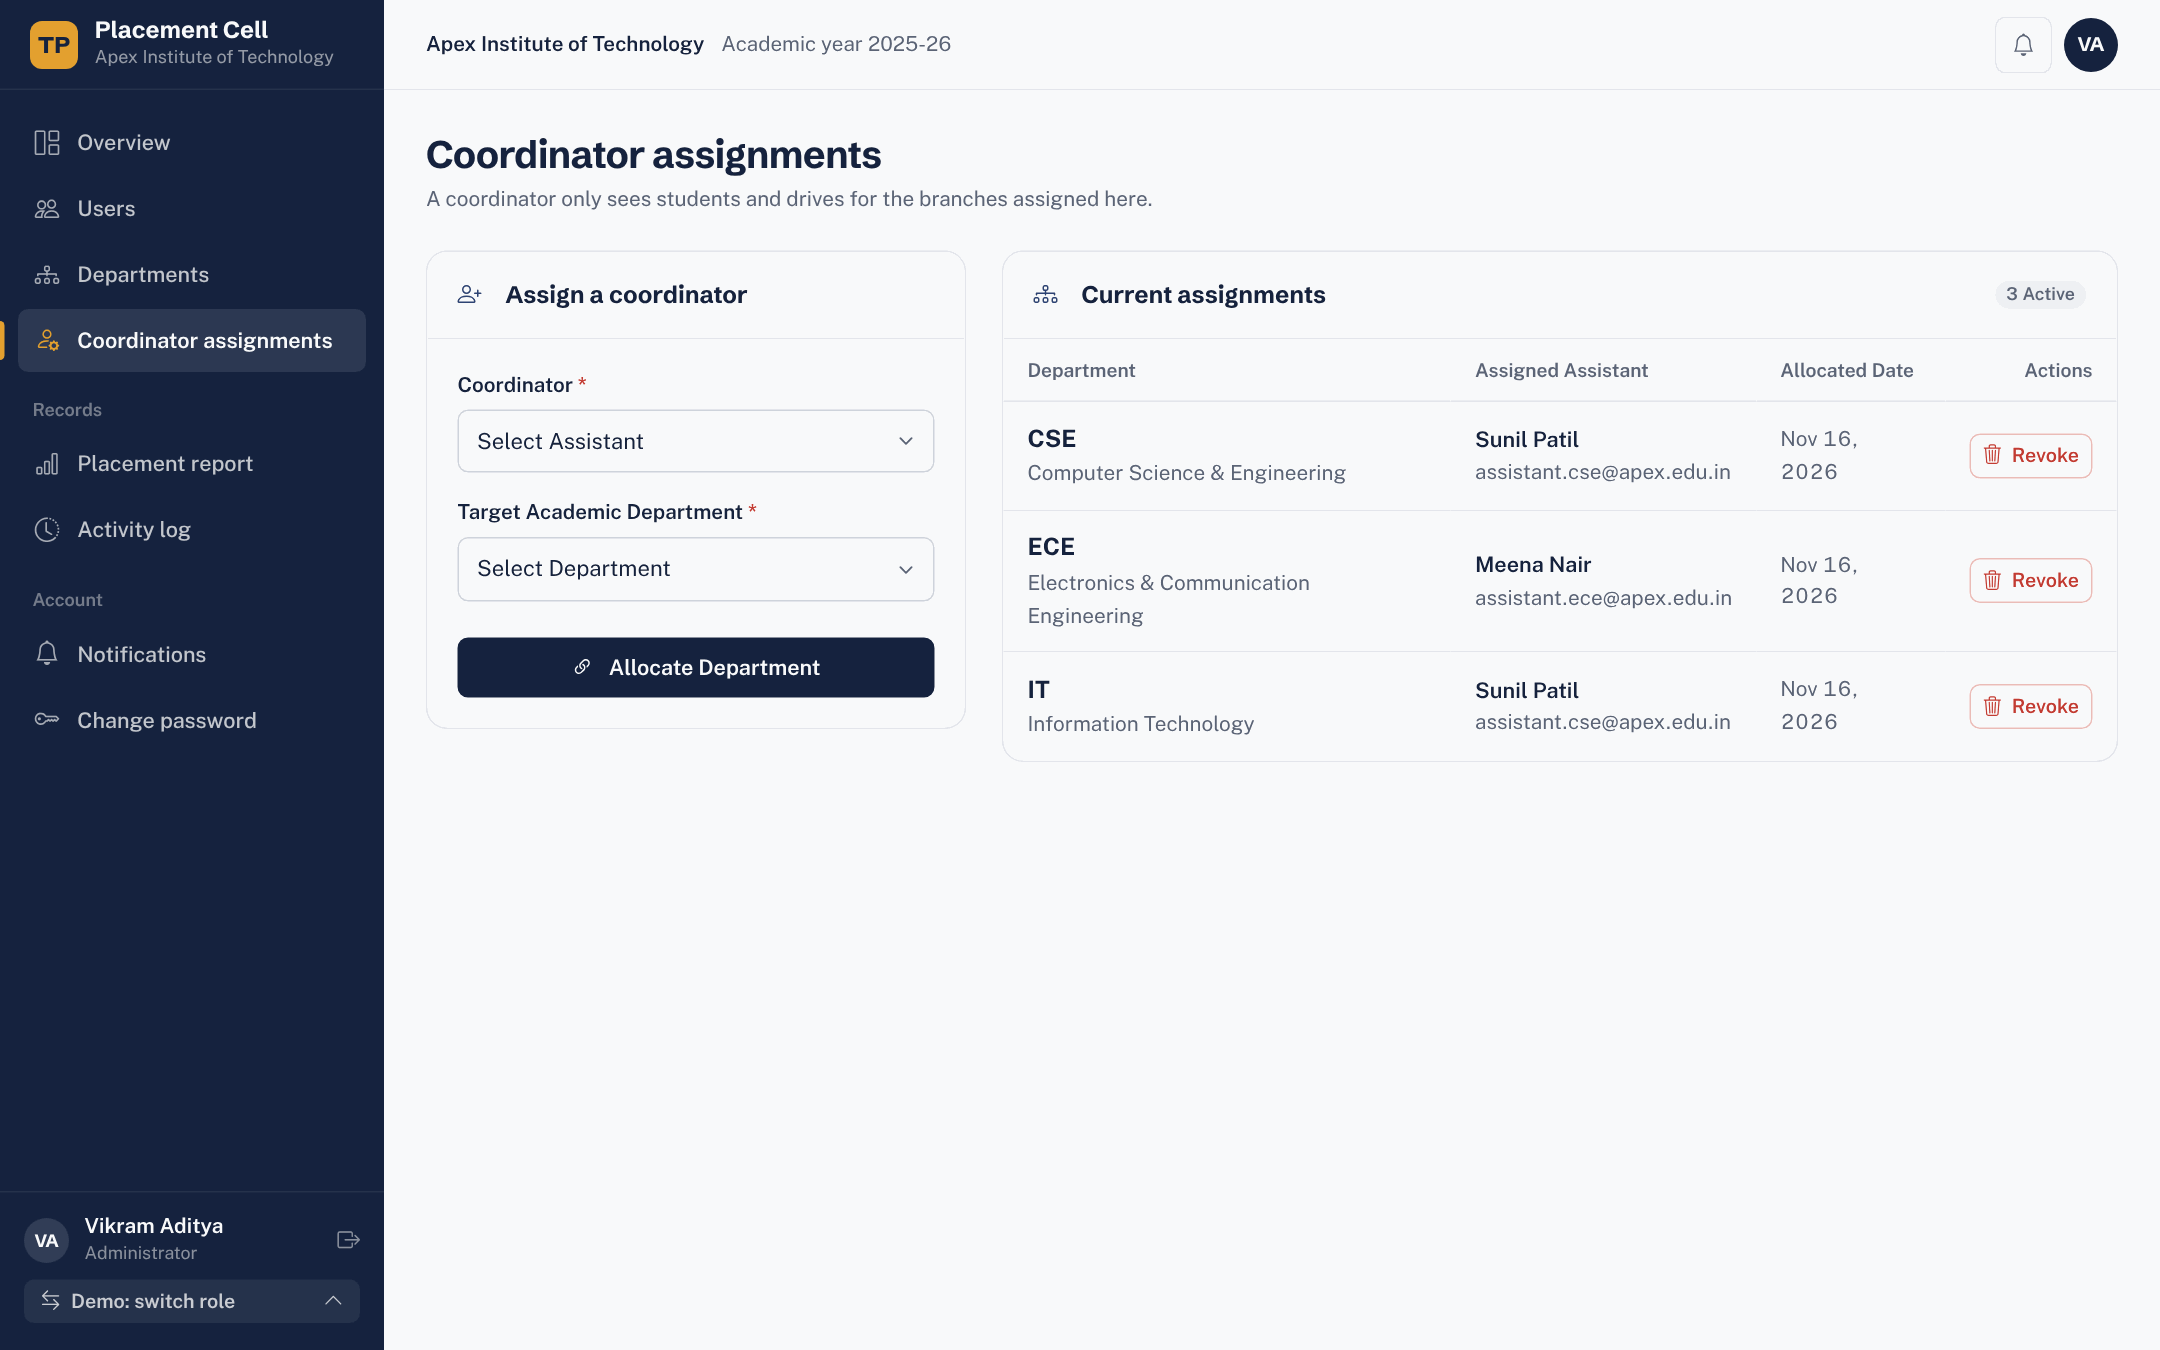 TP
Placement Cell
Apex Institute of Technology
Overview
Users
Departments
Coordinator assignments
Records
Placement report
Activity log
Account
Notifications
Change password
VA
Vikram Aditya
Administrator
Demo: switch role
Apex Institute of Technology Academic year 2025-26
VA
Coordinator assignments
A coordinator only sees students and drives for the branches assigned here.
Assign a coordinator
Coordinator *
Select Assistant
Target Academic Department *
Select Department
Allocate Department
Current assignments
3 Active
Department Assigned Assistant Allocated Date Actions
CSE
Computer Science & Engineering
Sunil Patil
assistant.cse@apex.edu.in
Nov 16,
2026
Revoke
ECE
Electronics & Communication
Engineering
Meena Nair
assistant.ece@apex.edu.in
Nov 16,
2026
Revoke
IT
Information Technology
Sunil Patil
assistant.cse@apex.edu.in
Nov 16,
2026
Revoke